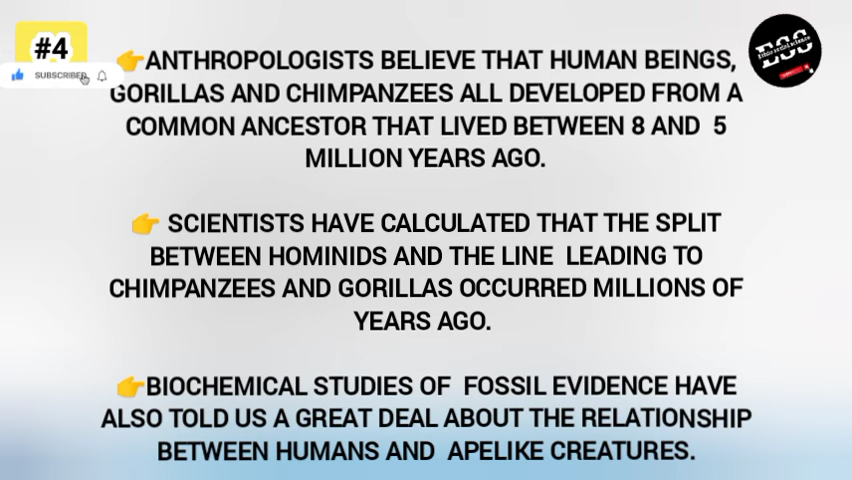 #4
SUBSCRIBED
ESS
👉ANTHROPOLOGISTS BELIEVE THAT HUMAN BEINGS,
GORILLAS AND CHIMPANZEES ALL DEVELOPED FROM A
COMMON ANCESTOR THAT LIVED BETWEEN 8 AND 5
MILLION YEARS AGO.
👉 SCIENTISTS HAVE CALCULATED THAT THE SPLIT
BETWEEN HOMINIDS AND THE LINE LEADING TO
CHIMPANZEES AND GORILLAS OCCURRED MILLIONS OF
YEARS AGO.
👉BIOCHEMICAL STUDIES OF FOSSIL EVIDENCE HAVE
ALSO TOLD US A GREAT DEAL ABOUT THE RELATIONSHIP
BETWEEN HUMANS AND APELIKE CREATURES.